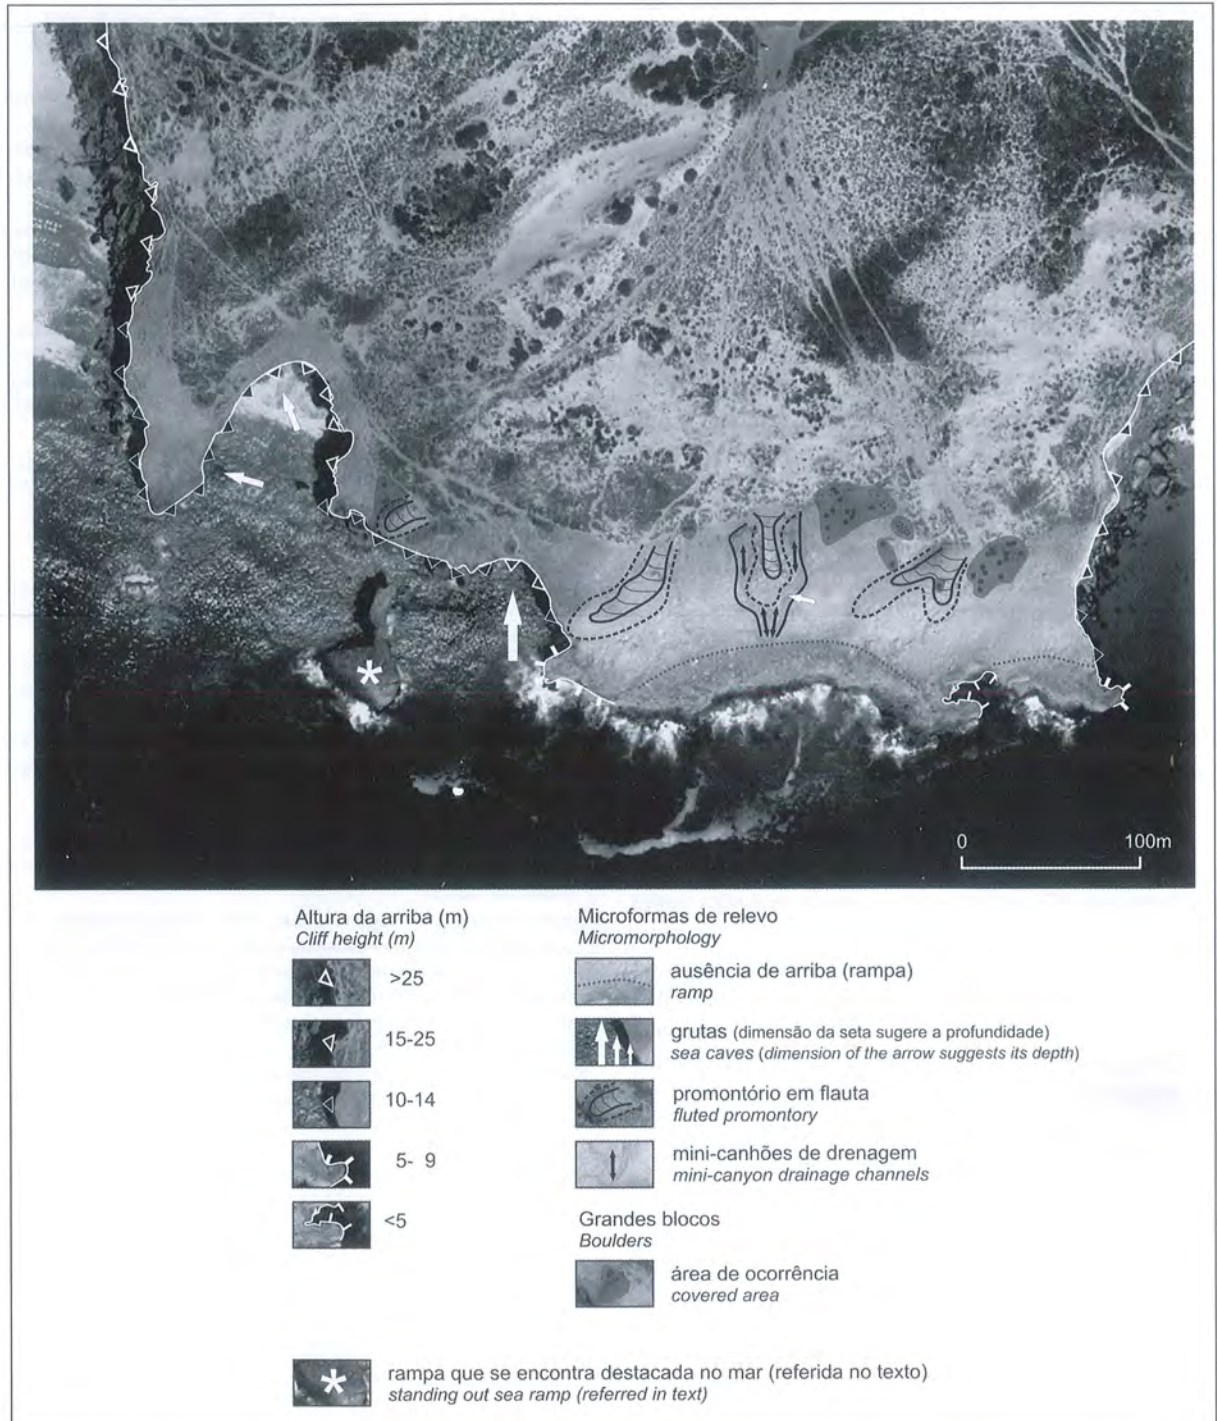 0 100m
Altura da arriba (m)
Cliff height (m)
>25
15-25
10-14
5- 9
<5
Microformas de relevo
Micromorphology
ausência de arriba (rampa)
ramp
grutas (dimensão da seta sugere a profundidade)
sea caves (dimension of the arrow suggests its depth)
promontório em flauta
fluted promontory
mini-canhões de drenagem
mini-canyon drainage channels
Grandes blocos
Boulders
área de ocorrência
covered area
* rampa que se encontra destacada no mar (referida no texto)
standing out sea ramp (referred in text)